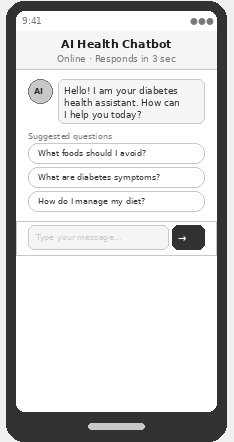 9:41
AI Health Chatbot
Online · Responds in 3 sec
AI
Hello! I am your diabetes
health assistant. How can
I help you today?
Suggested questions
What foods should I avoid?
What are diabetes symptoms?
How do I manage my diet?
Type your message...
→